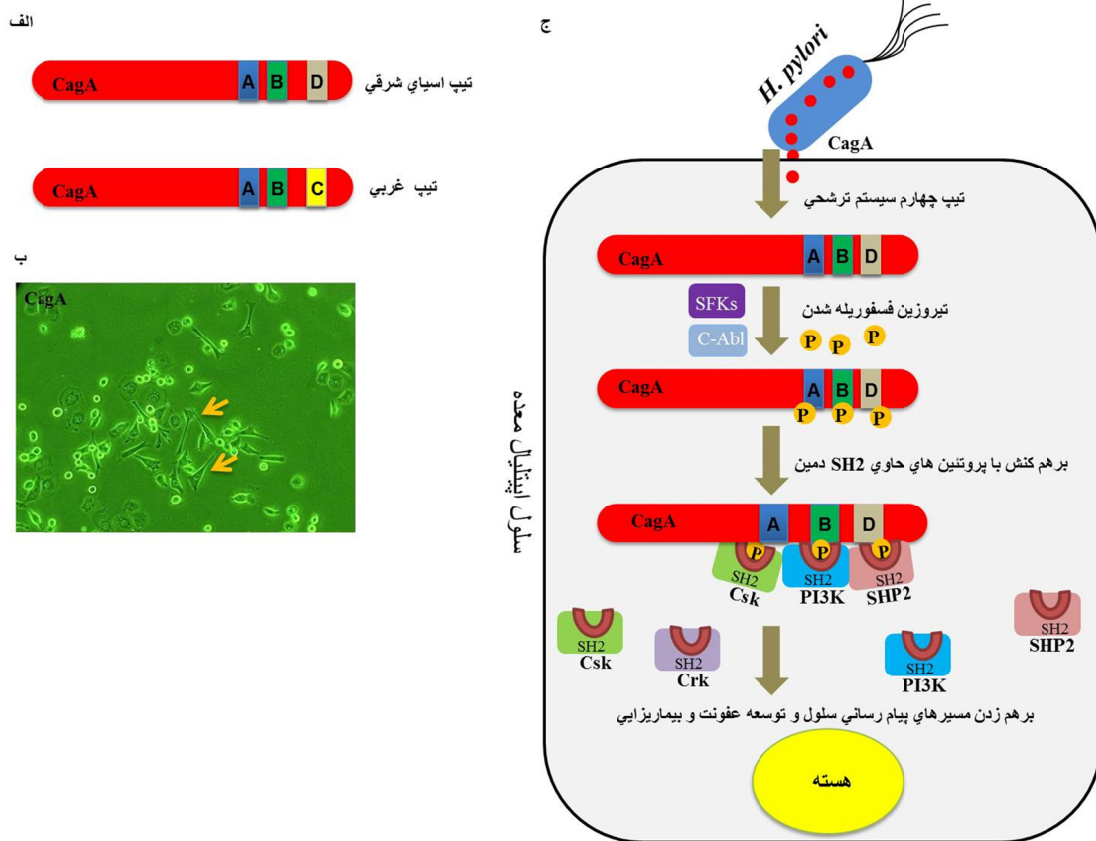 الف
CagA A B D تيپ اسياي شرقي
CagA A B C تيپ غربي
ب
CagA
ج
H. pylori
CagA
تيپ چهارم سيستم ترشحي
CagA A B D
SFKs
C-Abl
تيروزين فسفوريله شدن
P P P
CagA A B D
P P P
برهم كنش با پروتئين هاي حاوي SH2 دمين
CagA A B D
P P P
SH2 SH2 SH2
Csk PI3K SHP2
SH2
Csk
SH2
Crk
SH2
PI3K
SH2
SHP2
برهم زدن مسيرهاي پيام رساني سلول و توسعه عفونت و بيماريزايي
هسته
سلول اپيتليال معده